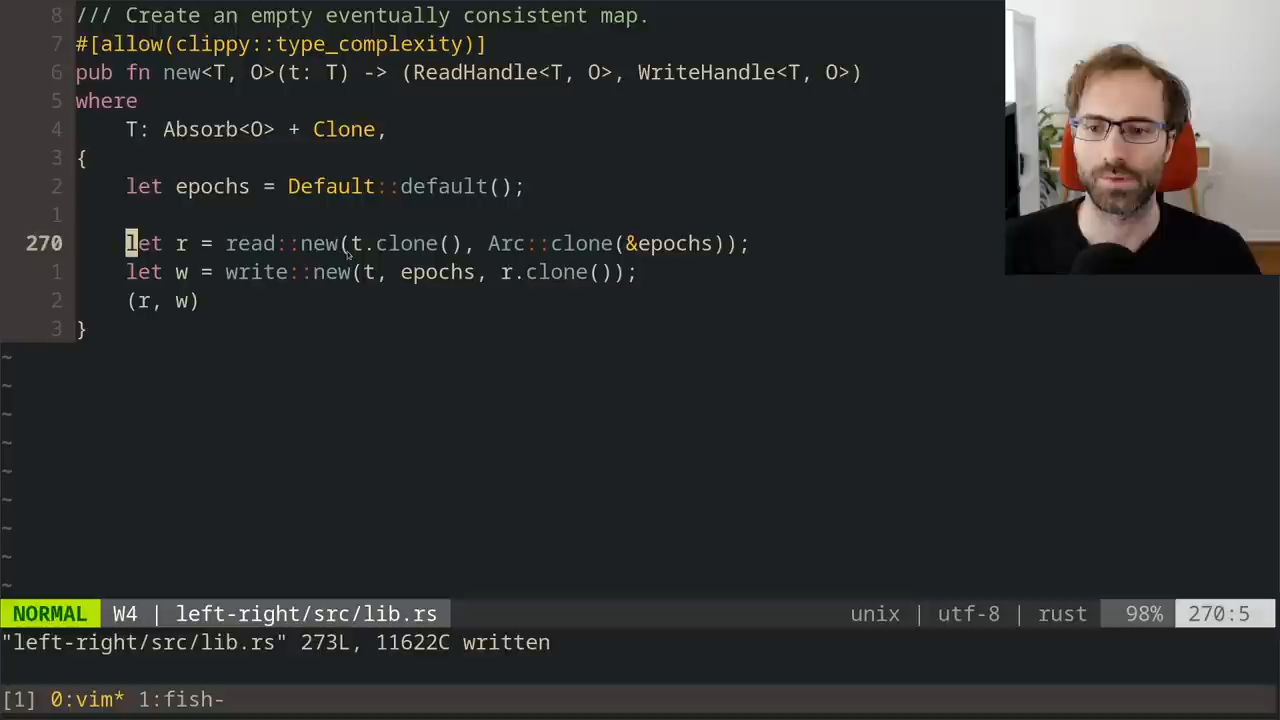 8 /// Create an empty eventually consistent map.
7 #[allow(clippy::type_complexity)]
6 pub fn new<T, O>(t: T) -> (ReadHandle<T, O>, WriteHandle<T, O>)
5 where
4     T: Absorb<O> + Clone,
3 {
2     let epochs = Default::default();
1
270     let r = read::new(t.clone(), Arc::clone(&epochs));
1     let w = write::new(t, epochs, r.clone());
2     (r, w)
3 }
~
~
~
~
~
~
~
~
~
NORMAL W4 | left-right/src/lib.rs unix | utf-8 | rust 98% 270:5
"left-right/src/lib.rs" 273L, 11622C written
[1] 0:vim* 1:fish-